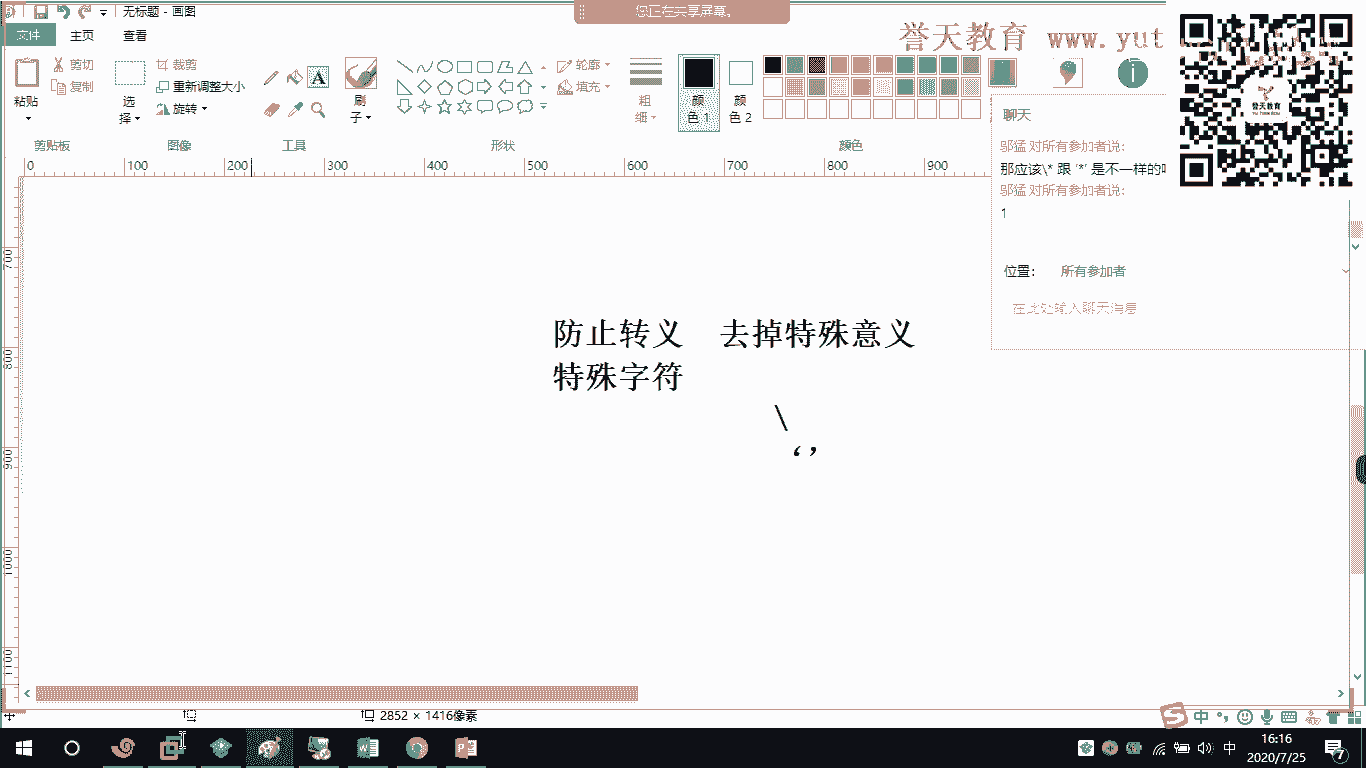 无标题 - 画图
您正在共享屏幕。
誉天教育 www.yut
文件 主页 查看
粘贴
剪切
复制
选择
裁剪
重新调整大小
旋转
A
刷子
轮廓
填充
粗细
颜色 1
颜色 2
剪贴板 图像 工具 形状 颜色
0 100 200 300 400 500 600 700 800 900
聊天
邬猛 对所有参加者说:
那应该\* 跟 '*' 是不一样的
邬猛 对所有参加者说:
1
位置: 所有参加者
在此处输入聊天消息
誉天教育
700
800
900
1000
1100
防止转义 去掉特殊意义
特殊字符
\
‘’
2852 × 1416像素
中
中
16:16
2020/7/25
7